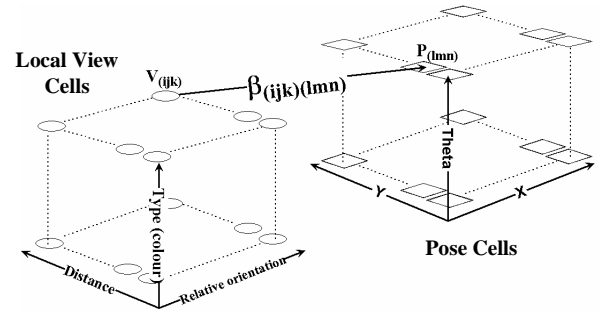 Local View
Cells
V(ijk)
β(ijk)(lmn)
P(lmn)
Type (colour)
Distance
Relative orientation
Theta
Y
X
Pose Cells